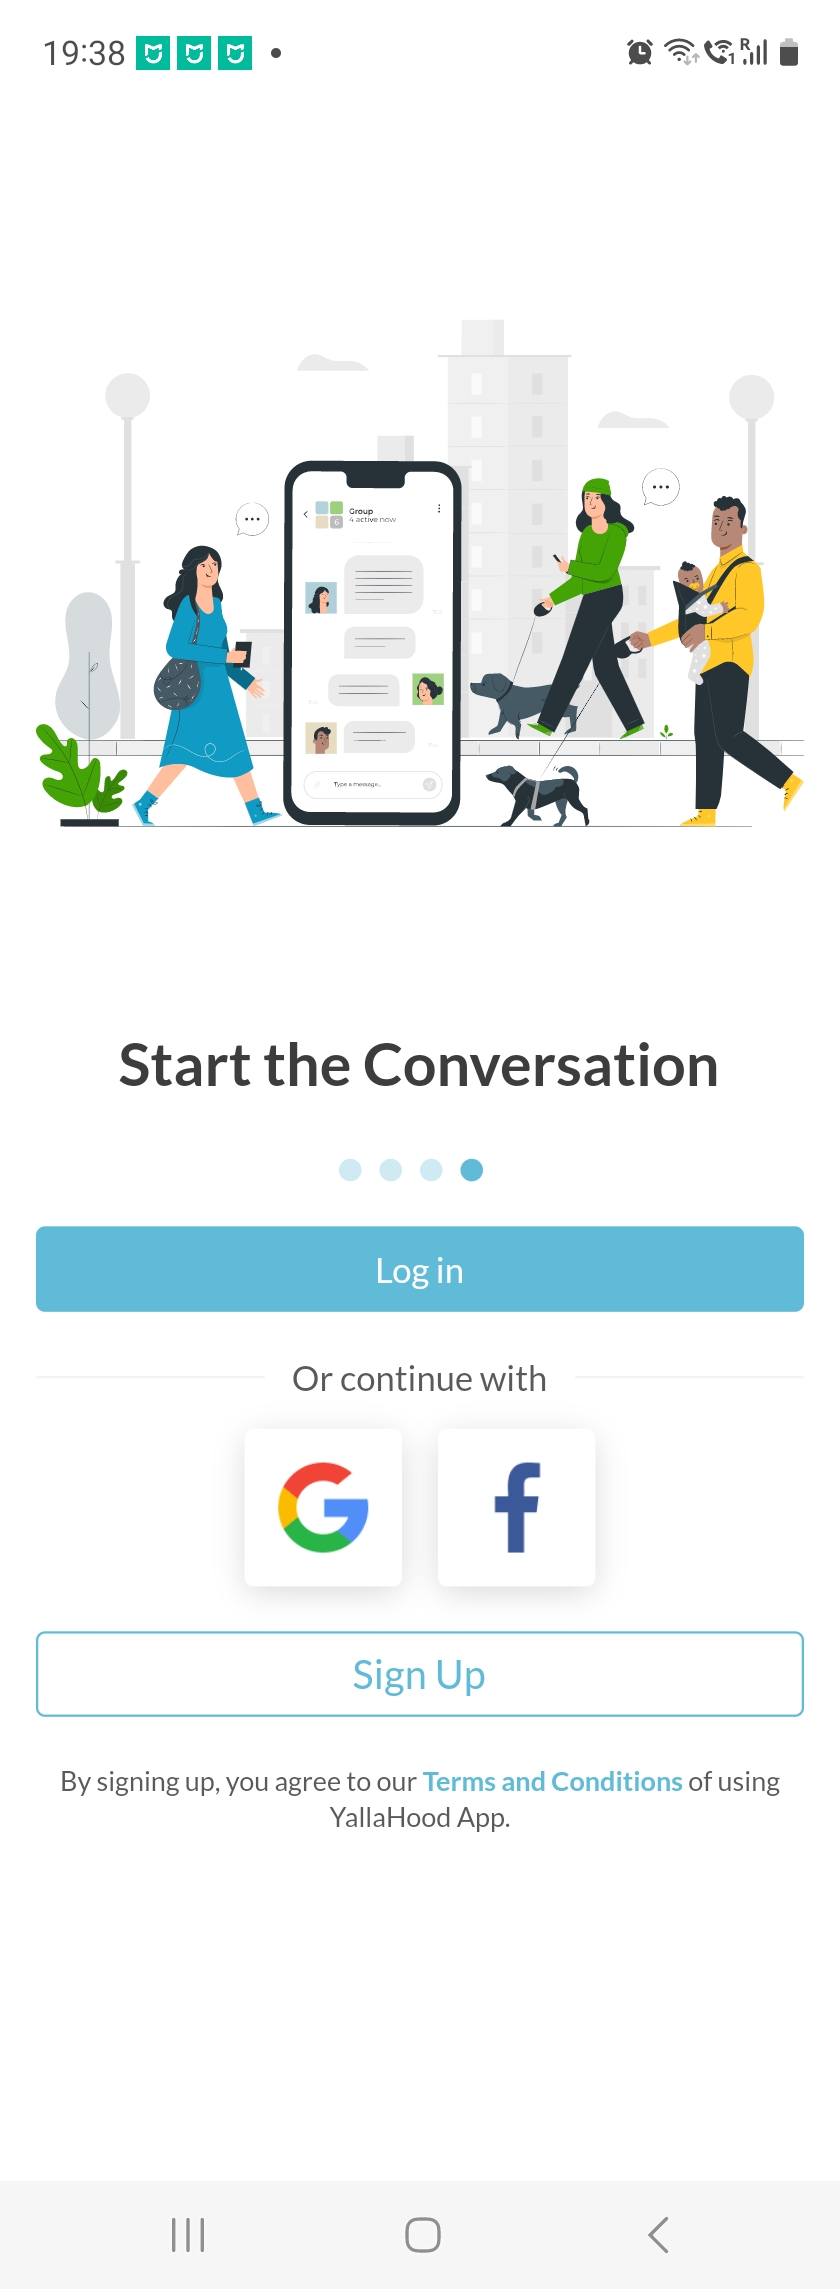 19:38
Group
4 active now
6
Type a message..
Start the Conversation
Log in
Or continue with
Sign Up
By signing up, you agree to our Terms and Conditions of using
YallaHood App.